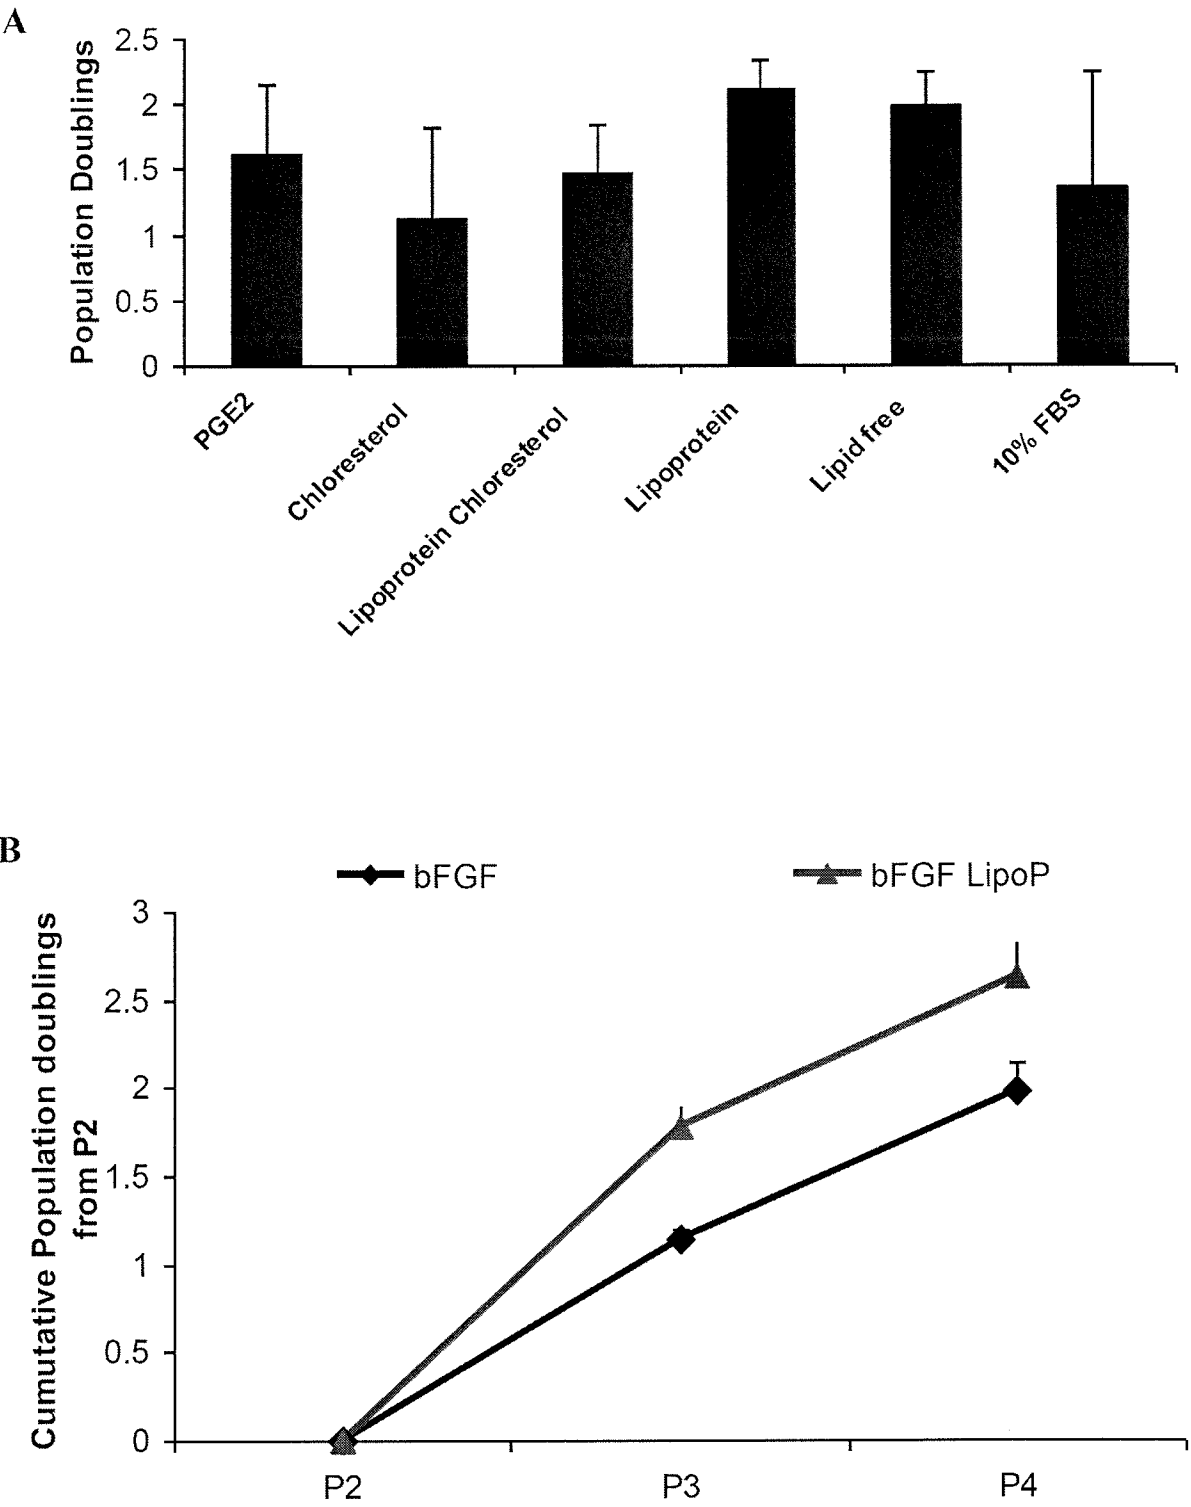 A
Population Doublings
2.5
2
1.5
1
0.5
0
PGE2
Chloresterol
Lipoprotein Chloresterol
Lipoprotein
Lipid free
10% FBS
B
bFGF
bFGF LipoP
Cumutative Population doublings
from P2
3
2.5
2
1.5
1
0.5
0
P2
P3
P4